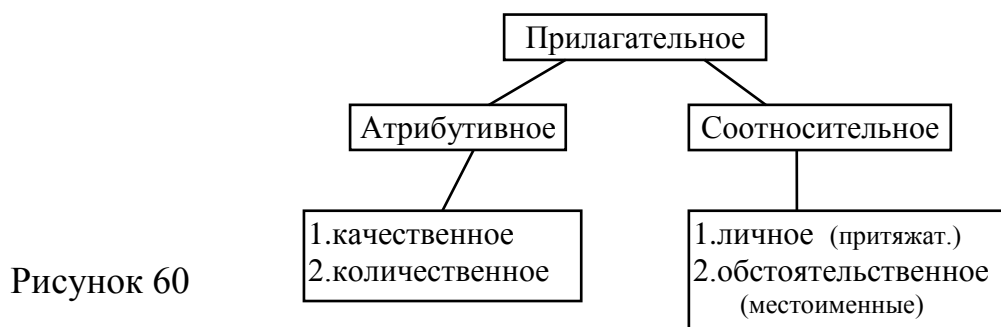 Прилагательное
Атрибутивное
Соотносительное
1.качественное
2.количественное
1.личное (притяжат.)
2.обстоятельственное
(местоименные)
Рисунок 60